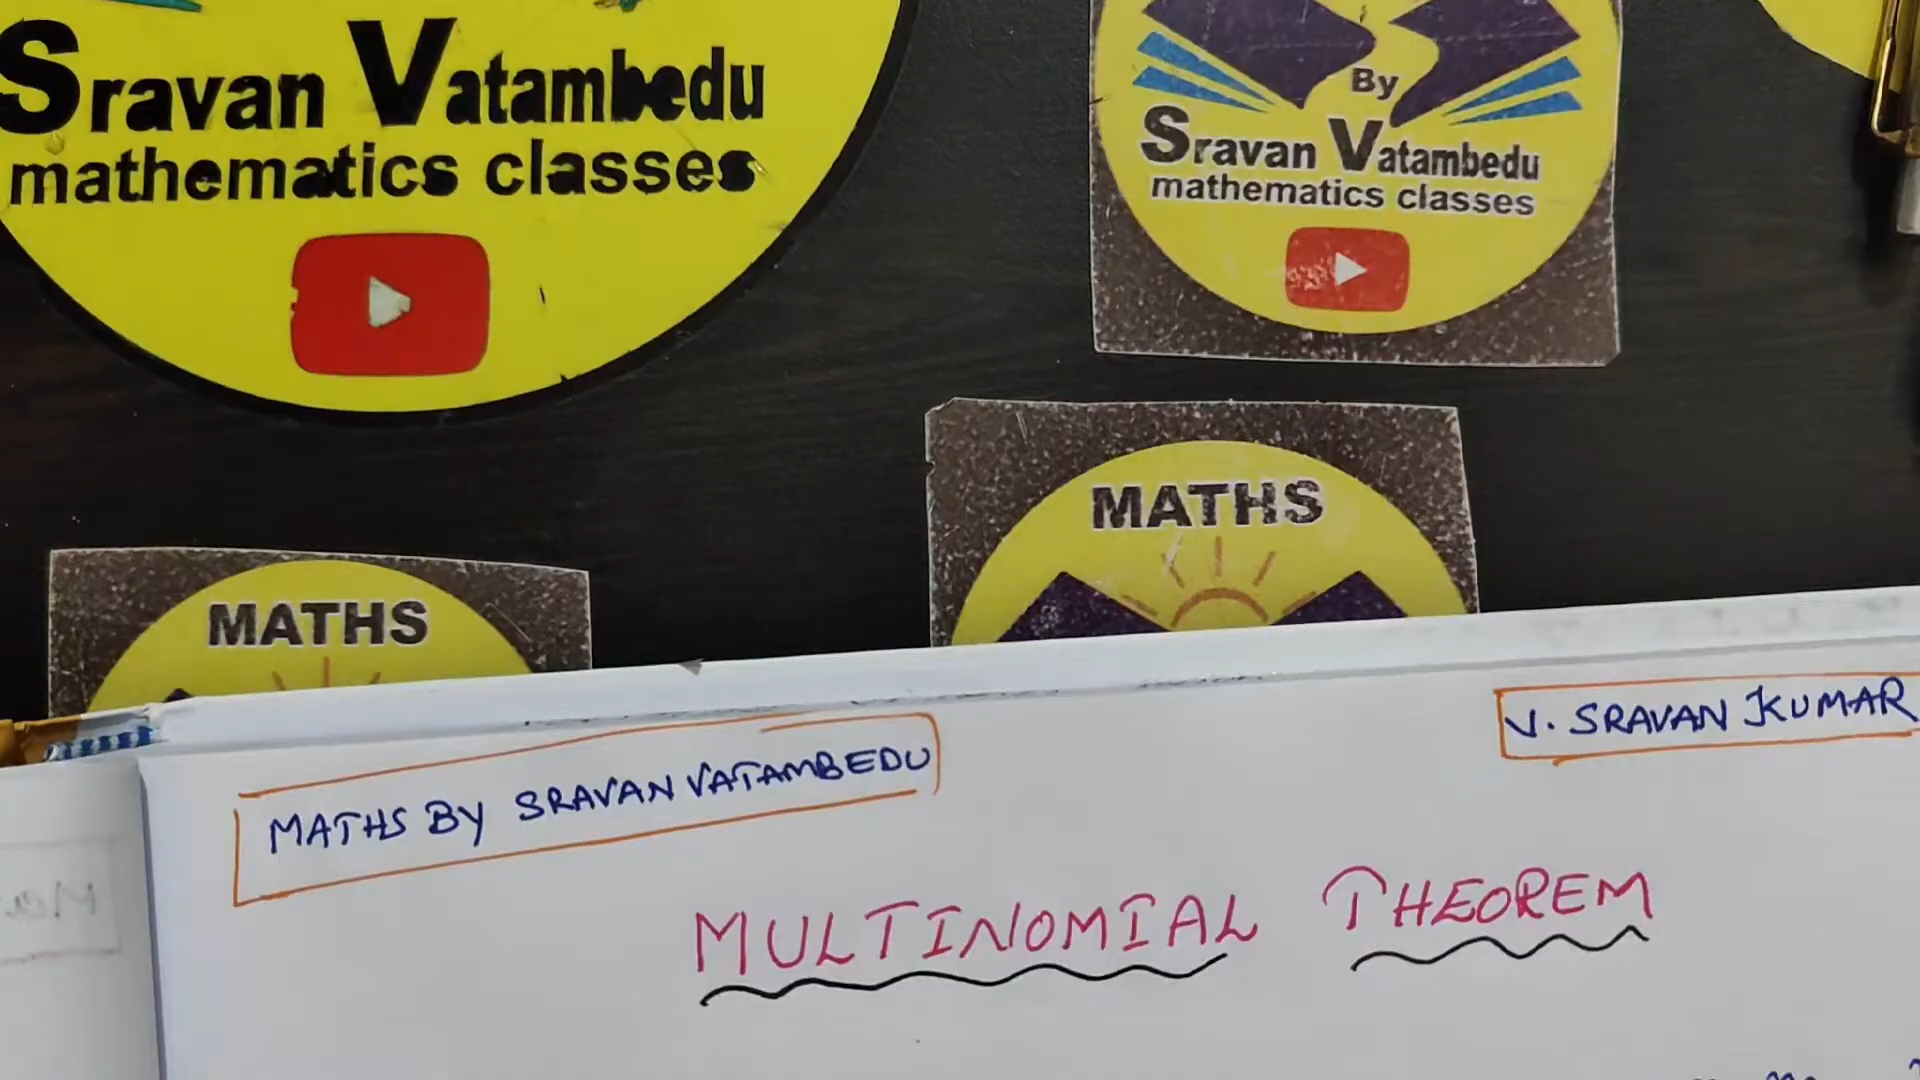 Sravan Vatambedu
mathematics classes
By
Sravan Vatambedu
mathematics classes
MATHS
MATHS
MATHS BY SRAVAN VATAMBEDU
V. SRAVAN KUMAR
MULTINOMIAL THEOREM